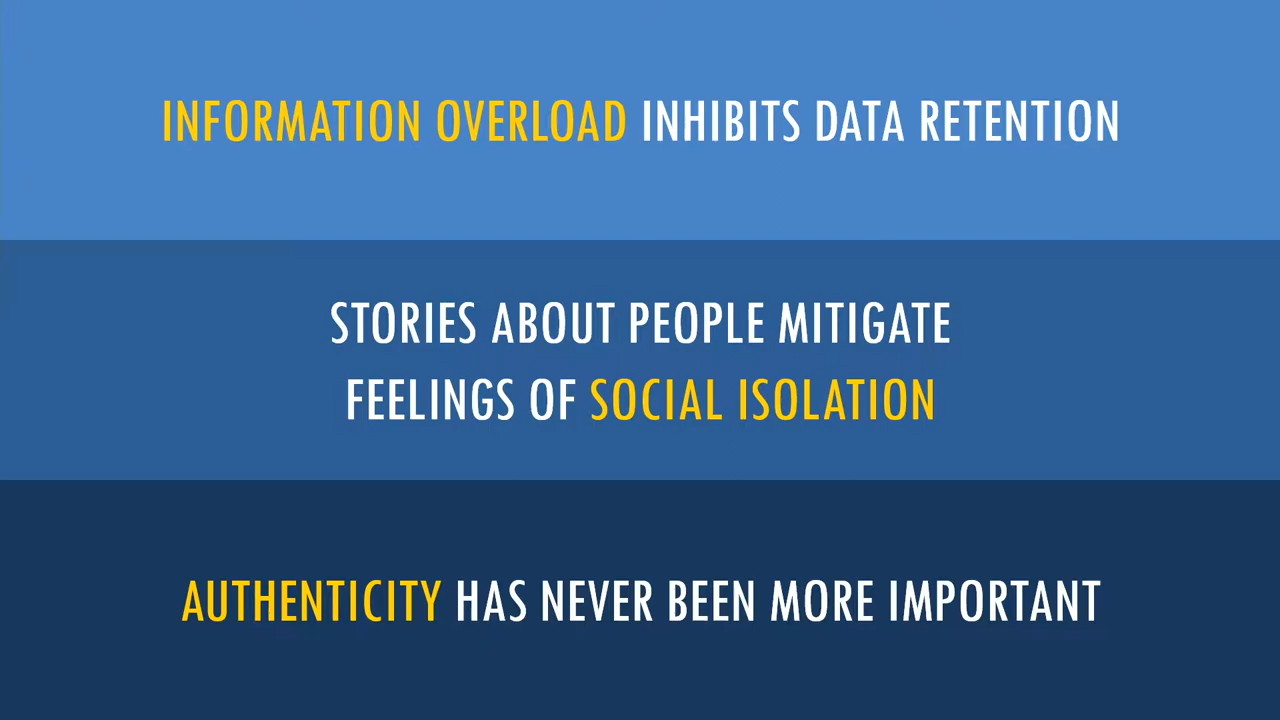 INFORMATION OVERLOAD INHIBITS DATA RETENTION
STORIES ABOUT PEOPLE MITIGATE
FEELINGS OF SOCIAL ISOLATION
AUTHENTICITY HAS NEVER BEEN MORE IMPORTANT